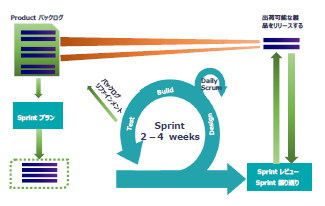 Product バックログ
出荷可能な製
品をリリースする
バックログ
リファインメント
Daily
Scrum
Build
Test
Design
Sprint プラン
Sprint
2 – 4 weeks
Sprint レビュー
Sprint 振り返り